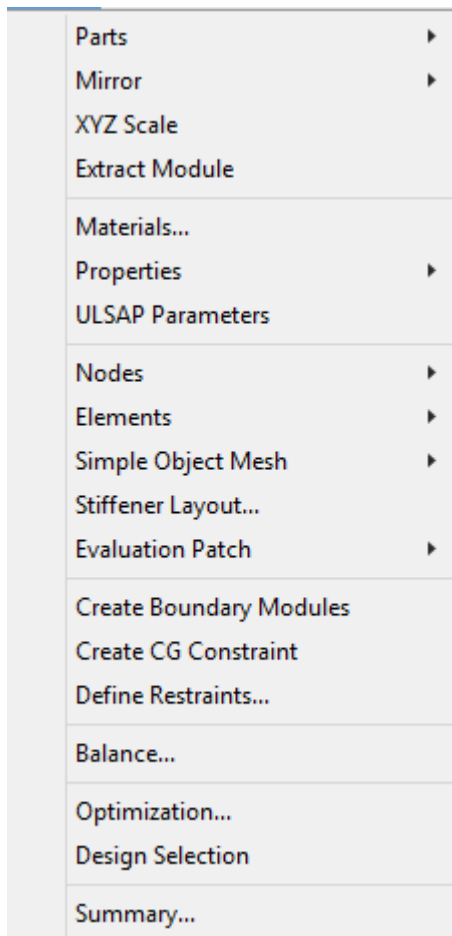 Parts
Mirror
XYZ Scale
Extract Module
Materials...
Properties
ULSAP Parameters
Nodes
Elements
Simple Object Mesh
Stiffener Layout...
Evaluation Patch
Create Boundary Modules
Create CG Constraint
Define Restraints...
Balance...
Optimization...
Design Selection
Summary...